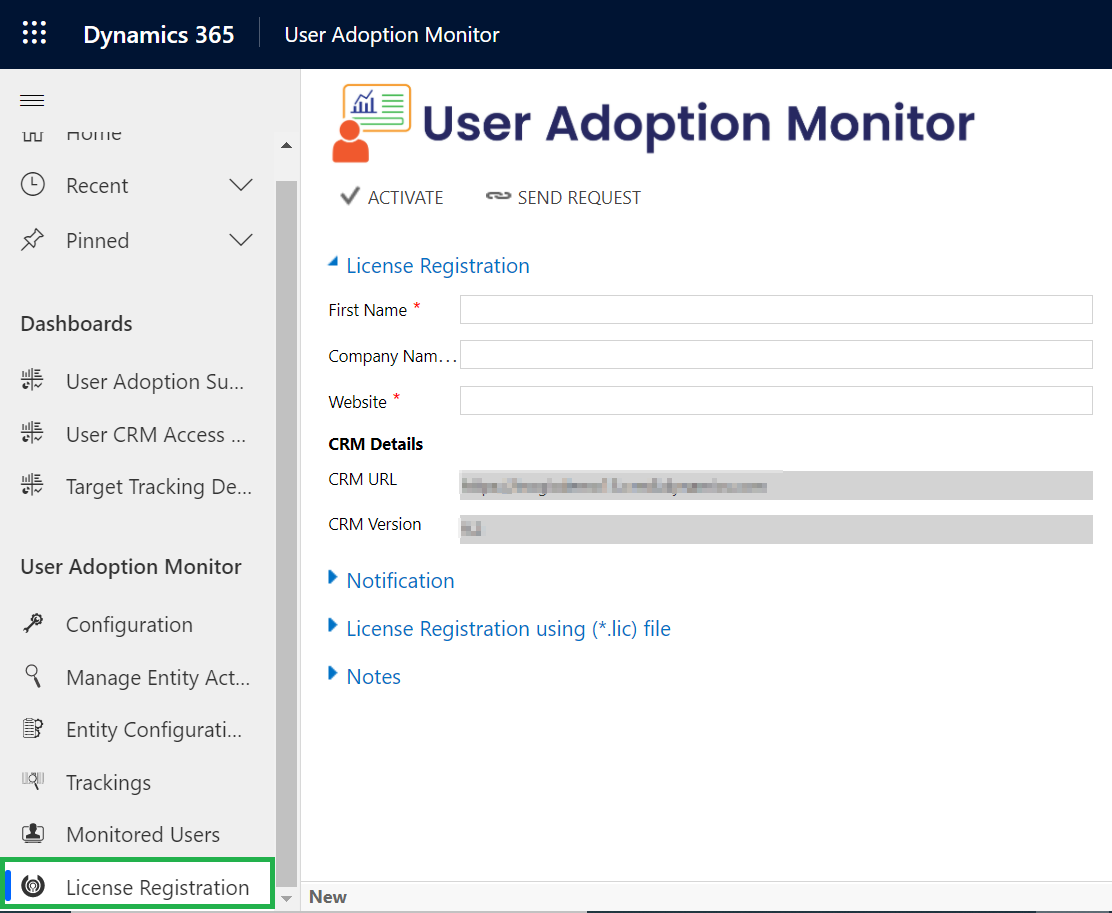 Dynamics 365
User Adoption Monitor
Home
Recent
Pinned
Dashboards
User Adoption Su...
User CRM Access ...
Target Tracking De...
User Adoption Monitor
Configuration
Manage Entity Act...
Entity Configurati...
Trackings
Monitored Users
License Registration
User Adoption Monitor
ACTIVATE
SEND REQUEST
License Registration
First Name *
Company Nam...
Website *
CRM Details
CRM URL
CRM Version
Notification
License Registration using (*.lic) file
Notes
New